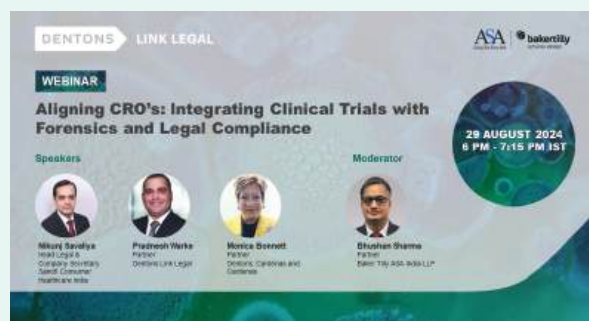 DENTONS LINK LEGAL
ASA bakertilly
WEBINAR
Aligning CRO's: Integrating Clinical Trials with
Forensics and Legal Compliance
29 AUGUST 2024
6 PM - 7:15 PM IST
Speakers
Moderator
Nikunj Savaliya
Head Legal &
Company Secretary
Sanofi Consumer
Healthcare India
Pradnesh Warke
Partner
Dentons Link Legal
Monica Bonnett
Partner
Dentons Cardenas and
Cardenas
Bhushan Sharma
Partner
Baker Tilly ASA India LLP